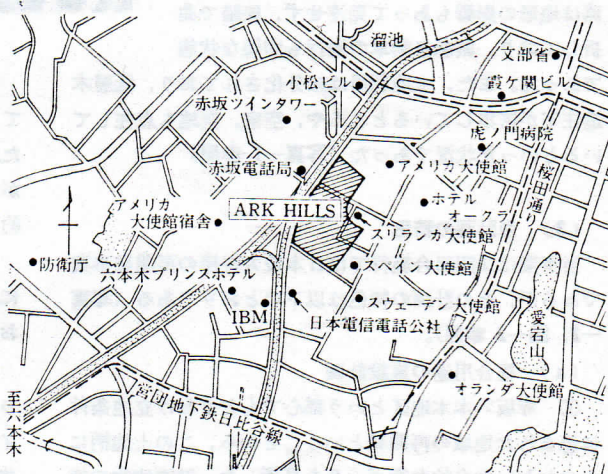 溜池
文部省
小松ビル
霞ケ関ビル
赤坂ツインタワー
虎ノ門病院
桜田通り
赤坂電話局
アメリカ大使館
アメリカ
大使館宿舎
ARK HILLS
ホテル
オークラ
スリランカ大使館
防衛庁
六本木プリンスホテル
スペイン大使館
スウェーデン大使館
IBM
日本電信電話公社
愛宕山
オランダ大使館
営団地下鉄日比谷線
至六本木